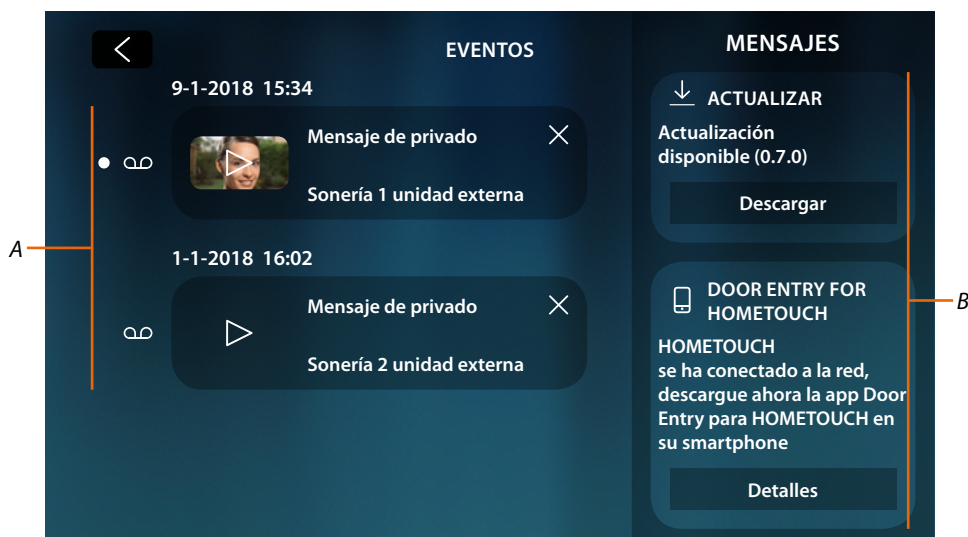 EVENTOS
9-1-2018 15:34
Mensaje de privado
Sonería 1 unidad externa
1-1-2018 16:02
Mensaje de privado
Sonería 2 unidad externa
A
MENSAJES
ACTUALIZAR
Actualización
disponible (0.7.0)
Descargar
DOOR ENTRY FOR
HOMETOUCH
HOMETOUCH
se ha conectado a la red,
descargue ahora la app Door
Entry para HOMETOUCH en
su smartphone
Detalles
B